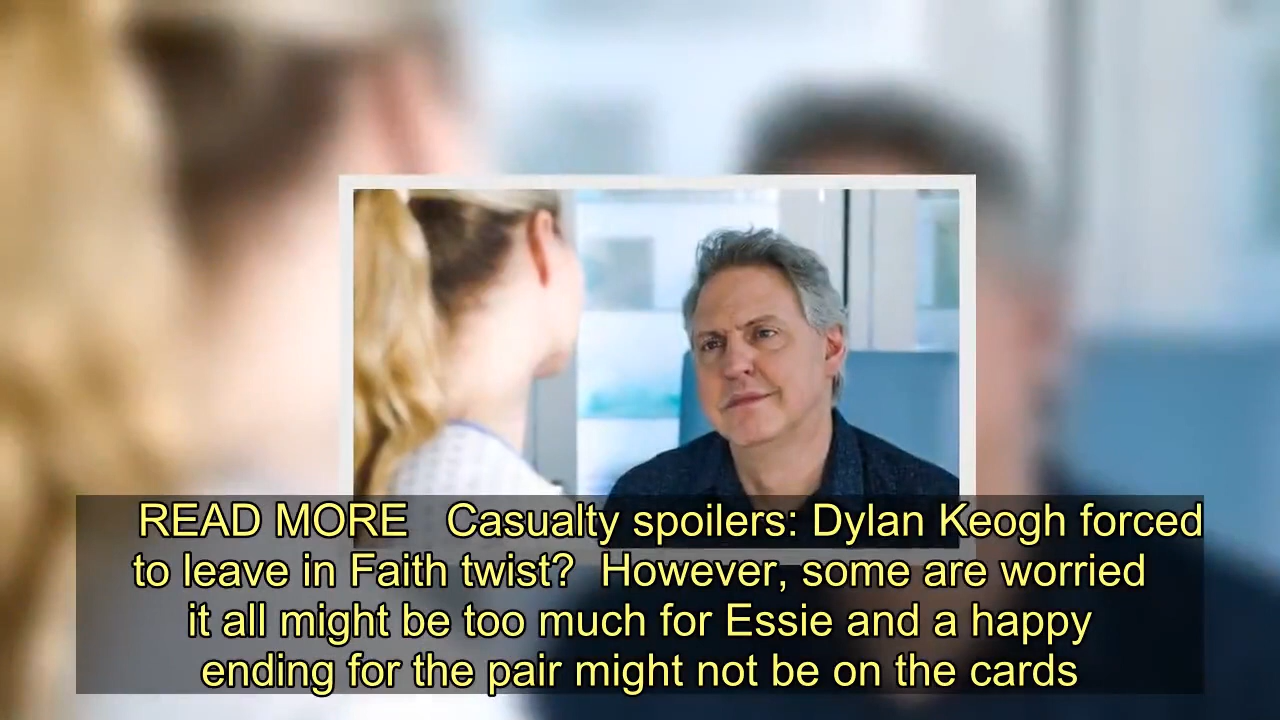 READ MORE Casualty spoilers: Dylan Keogh forced
to leave in Faith twist? However, some are worried
it all might be too much for Essie and a happy
ending for the pair might not be on the cards